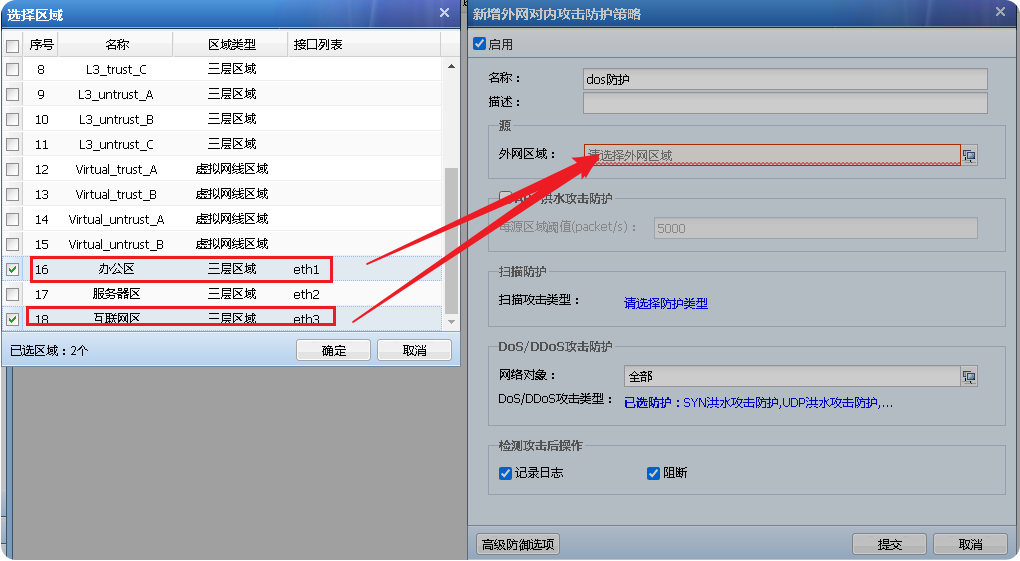 选择区域
序号 名称 区域类型 接口列表
8 L3_trust_C 三层区域
9 L3_untrust_A 三层区域
10 L3_untrust_B 三层区域
11 L3_untrust_C 三层区域
12 Virtual_trust_A 虚拟网线区域
13 Virtual_trust_B 虚拟网线区域
14 Virtual_untrust_A 虚拟网线区域
15 Virtual_untrust_B 虚拟网线区域
16 办公区 三层区域 eth1
17 服务器区 三层区域 eth2
18 互联网区 三层区域 eth3
已选区域：2个 确定 取消
新增外网对内攻击防护策略
启用
名称： dos防护
描述：
源
外网区域： 请选择外网区域
洪水攻击防护
每源区域阈值(packet/s)： 5000
扫描防护
扫描攻击类型： 请选择防护类型
DoS/DDoS攻击防护
网络对象： 全部
DoS/DDoS攻击类型： 已选防护：SYN洪水攻击防护,UDP洪水攻击防护,...
检测攻击后操作
记录日志 阻断
高级防御选项 提交 取消